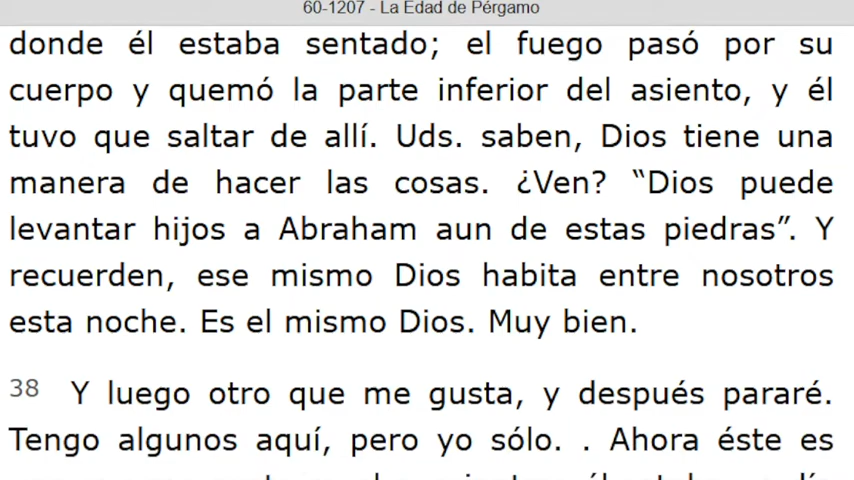 60-1207 - La Edad de Pérgamo
donde él estaba sentado; el fuego pasó por su
cuerpo y quemó la parte inferior del asiento, y él
tuvo que saltar de allí. Uds. saben, Dios tiene una
manera de hacer las cosas. ¿Ven? “Dios puede
levantar hijos a Abraham aun de estas piedras”. Y
recuerden, ese mismo Dios habita entre nosotros
esta noche. Es el mismo Dios. Muy bien.
38 Y luego otro que me gusta, y después pararé.
Tengo algunos aquí, pero yo sólo. . Ahora éste es